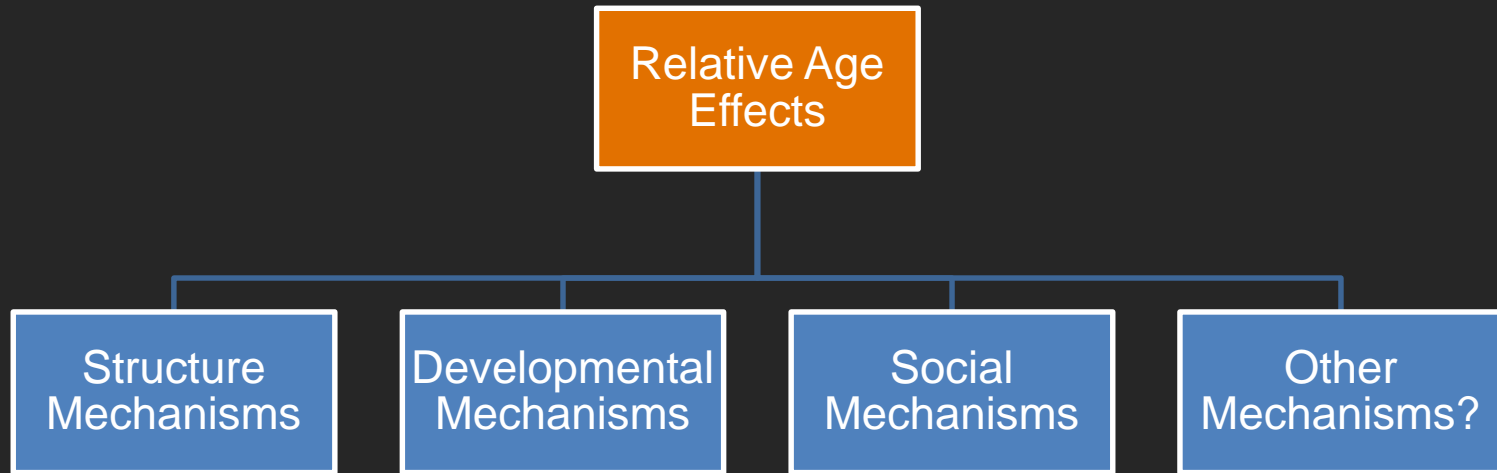 Relative Age
Effects
Structure
Mechanisms
Developmental
Mechanisms
Social
Mechanisms
Other
Mechanisms?